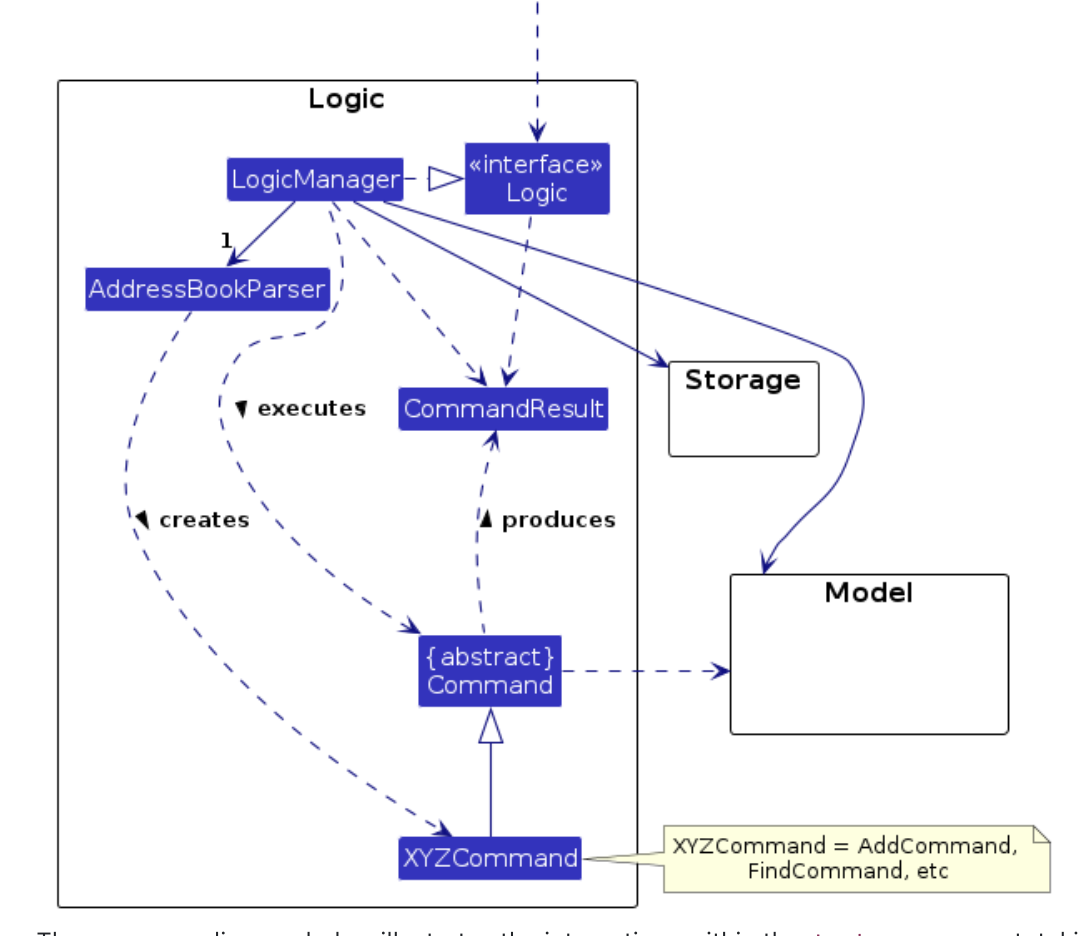 Logic
«interface»
Logic
LogicManager
1
AddressBookParser
Storage
CommandResult
executes
creates
produces
Model
{abstract}
Command
XYZCommand
XYZCommand = AddCommand,
FindCommand, etc